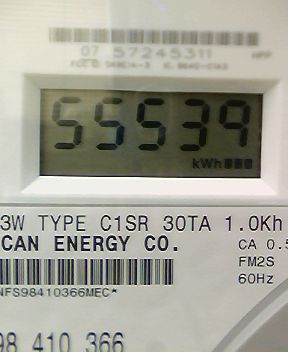 07 57245311
55539
kWh
3W TYPE C1SR 30TA 1.0Kh
CAN ENERGY CO.
CA 0.5
FM2S
60Hz
NFS98410366MEC*
98 410 366